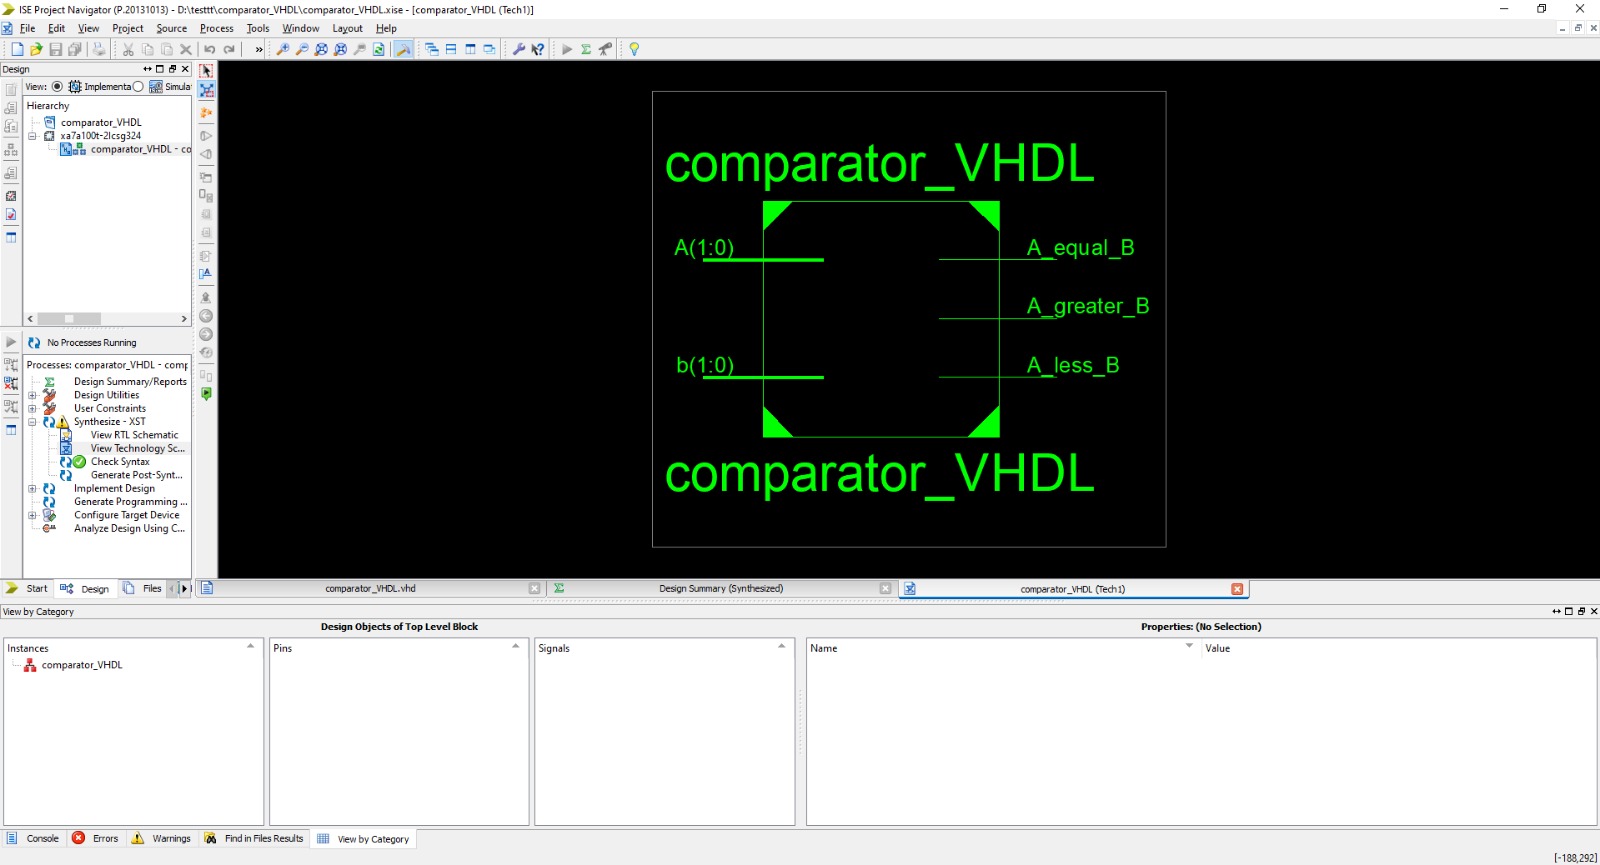 ISE Project Navigator (P.20131013) - D:\testtt\comparator_VHDL\comparator_VHDL.xise - [comparator_VHDL (Tech1)]
File Edit View Project Source Process Tools Window Layout Help
»
Design
View: Implementa Simula
Hierarchy
comparator_VHDL
xa7a100t-2lcsg324
comparator_VHDL - co
No Processes Running
Processes: comparator_VHDL - comp
Design Summary/Reports
Design Utilities
User Constraints
Synthesize - XST
View RTL Schematic
View Technology Sc...
Check Syntax
Generate Post-Synt...
Implement Design
Generate Programming ...
Configure Target Device
Analyze Design Using C...
Start Design Files
comparator_VHDL
A(1:0)
A_equal_B
A_greater_B
b(1:0)
A_less_B
comparator_VHDL
comparator_VHDL.vhd
Design Summary (Synthesized)
comparator_VHDL (Tech1)
View by Category
Design Objects of Top Level Block
Properties: (No Selection)
Instances
Pins
Signals
Name
Value
comparator_VHDL
Console Errors Warnings Find in Files Results View by Category
[-188,292]